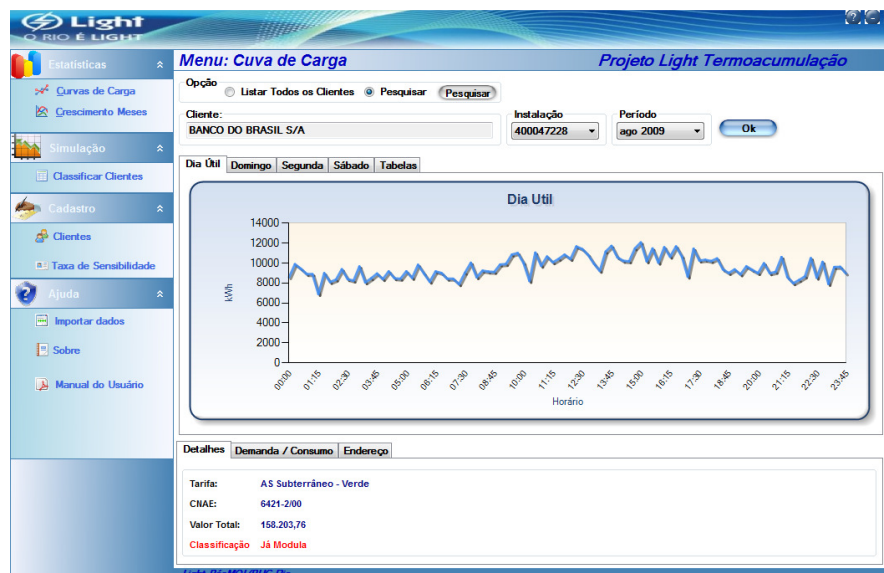 Light
O RIO É LIGHT
Estatísticas
Curvas de Carga
Crescimento Meses
Simulação
Classificar Clientes
Cadastro
Clientes
Taxa de Sensibilidade
Ajuda
Importar dados
Sobre
Manual do Usuário
Menu: Cuva de Carga
Projeto Light Termoacumulação
Opção
Listar Todos os Clientes Pesquisar Pesquisar
Cliente: Instalação Período
BANCO DO BRASIL S/A 400047228 ago 2009 Ok
Dia Útil Domingo Segunda Sábado Tabelas
Dia Util
14000
12000
10000
8000
6000
4000
2000
0
kWh
00:00 01:15 02:30 03:45 05:00 06:15 07:30 08:45 10:00 11:15 12:30 13:45 15:00 16:15 17:30 18:45 20:00 21:15 22:30 23:45
Horário
Detalhes Demanda / Consumo Endereço
Tarifa: AS Subterrâneo - Verde
CNAE: 6421-2/00
Valor Total: 158.203,76
Classificação Já Modula